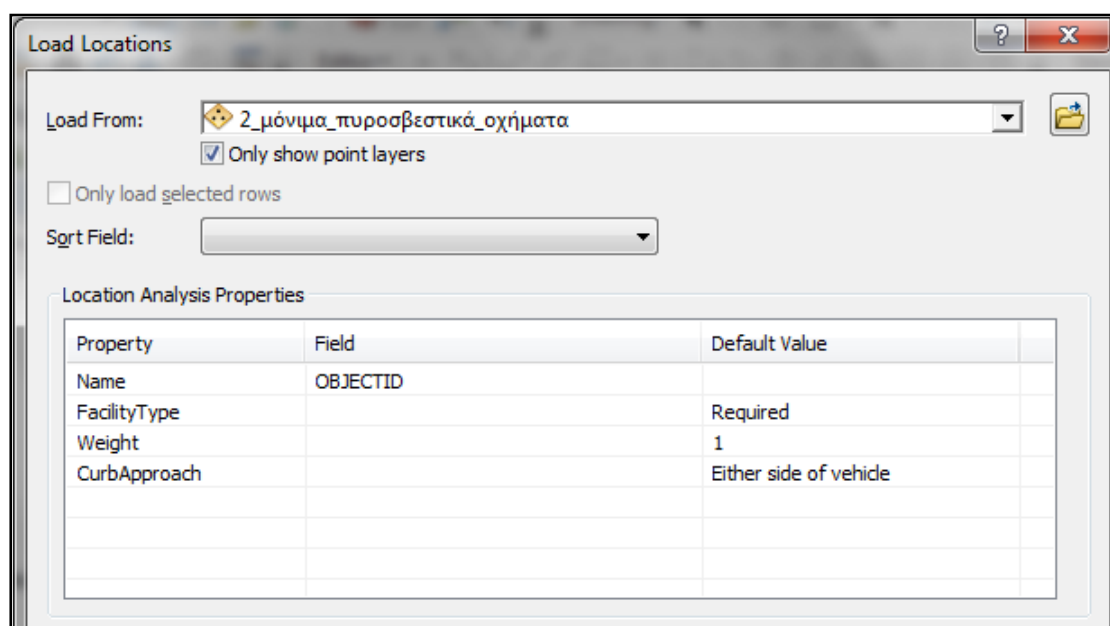 Load Locations
Load From: 2_μόνιμα_πυροσβεστικά_οχήματα
Only show point layers
Only load selected rows
Sort Field:
Location Analysis Properties
Property Field Default Value
Name OBJECTID
FacilityType Required
Weight 1
CurbApproach Either side of vehicle